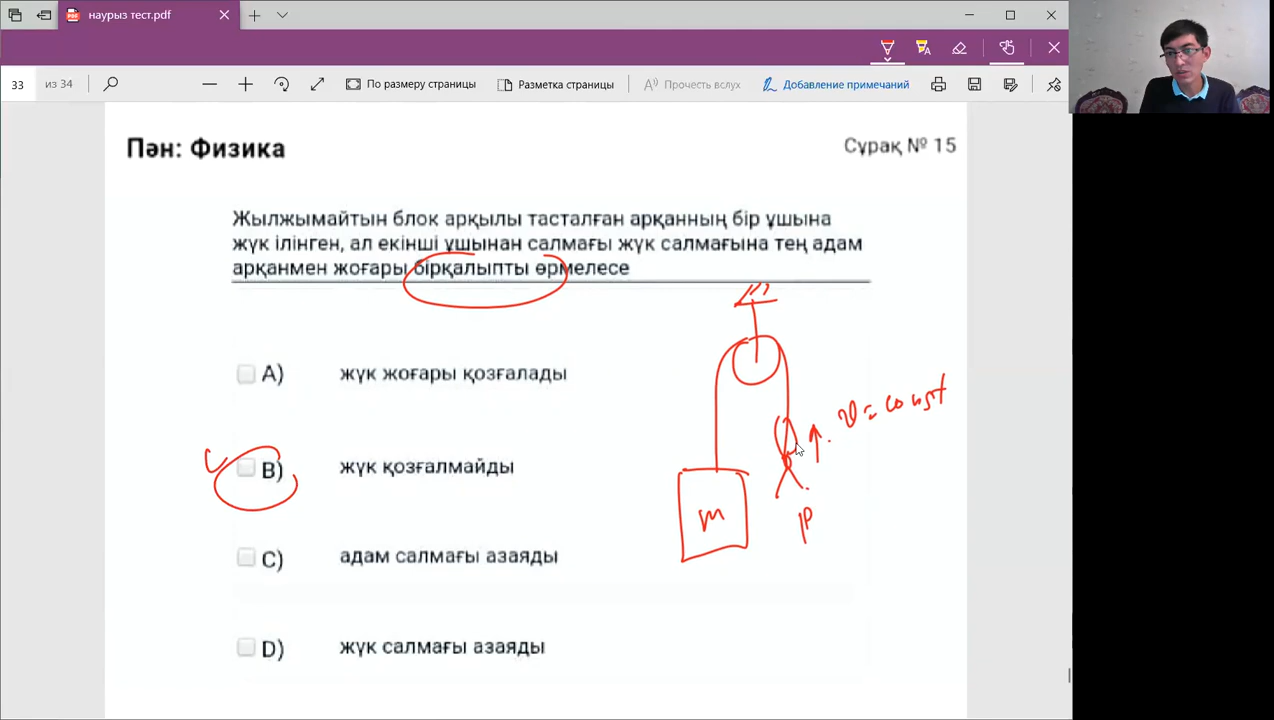 наурыз тест.pdf
33
из 34
По размеру страницы
Разметка страницы
Прочесть вслух
Добавление примечаний
Пән: Физика
Сұрақ № 15
Жылжымайтын блок арқылы тасталған арқанның бір ұшына
жүк ілінген, ал екінші ұшынан салмағы жүк салмағына тең адам
арқанмен жоғары бірқалыпты өрмелесе
A) жүк жоғары қозғалады
B) жүк қозғалмайды
C) адам салмағы азаяды
D) жүк салмағы азаяды
υ = const
m
P